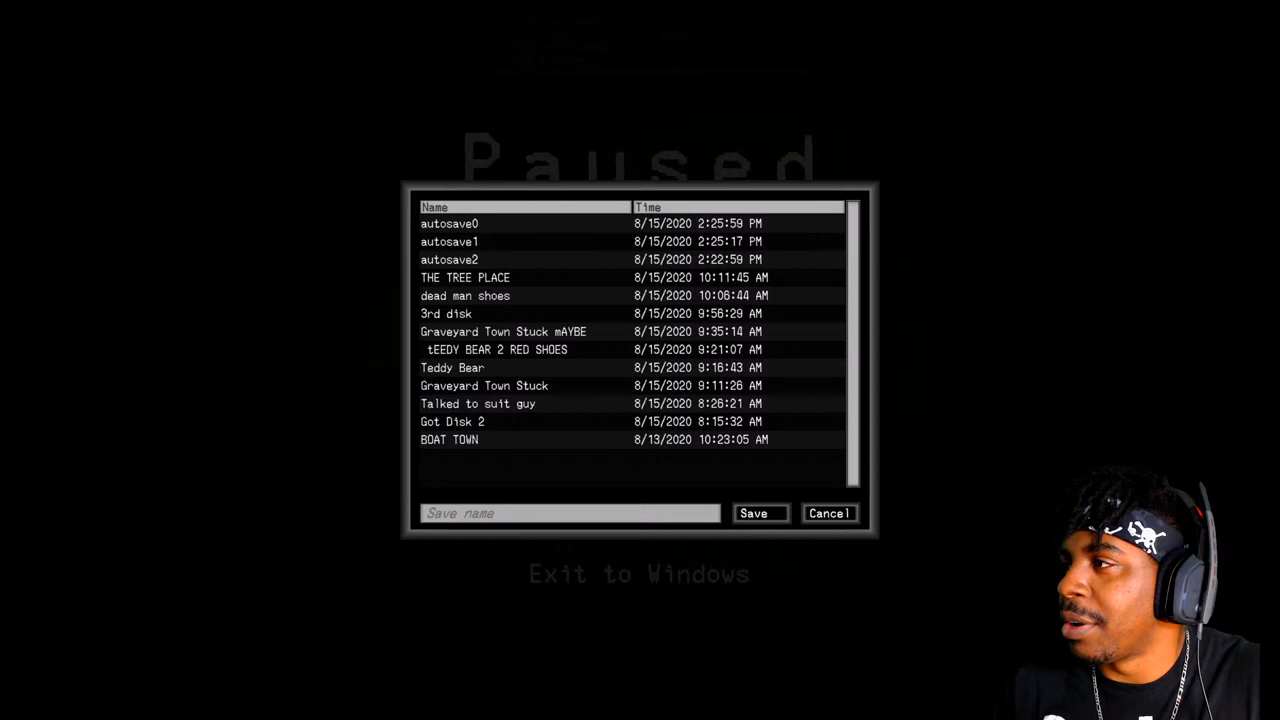 Paused
Name Time
autosave0 8/15/2020 2:25:59 PM
autosave1 8/15/2020 2:25:17 PM
autosave2 8/15/2020 2:22:59 PM
THE TREE PLACE 8/15/2020 10:11:45 AM
dead man shoes 8/15/2020 10:06:44 AM
3rd disk 8/15/2020 9:56:29 AM
Graveyard Town Stuck mAYBE 8/15/2020 9:35:14 AM
tEEDY BEAR 2 RED SHOES 8/15/2020 9:21:07 AM
Teddy Bear 8/15/2020 9:16:43 AM
Graveyard Town Stuck 8/15/2020 9:11:26 AM
Talked to suit guy 8/15/2020 8:26:21 AM
Got Disk 2 8/15/2020 8:15:32 AM
BOAT TOWN 8/13/2020 10:23:05 AM
Save name Save Cancel
Exit to Windows